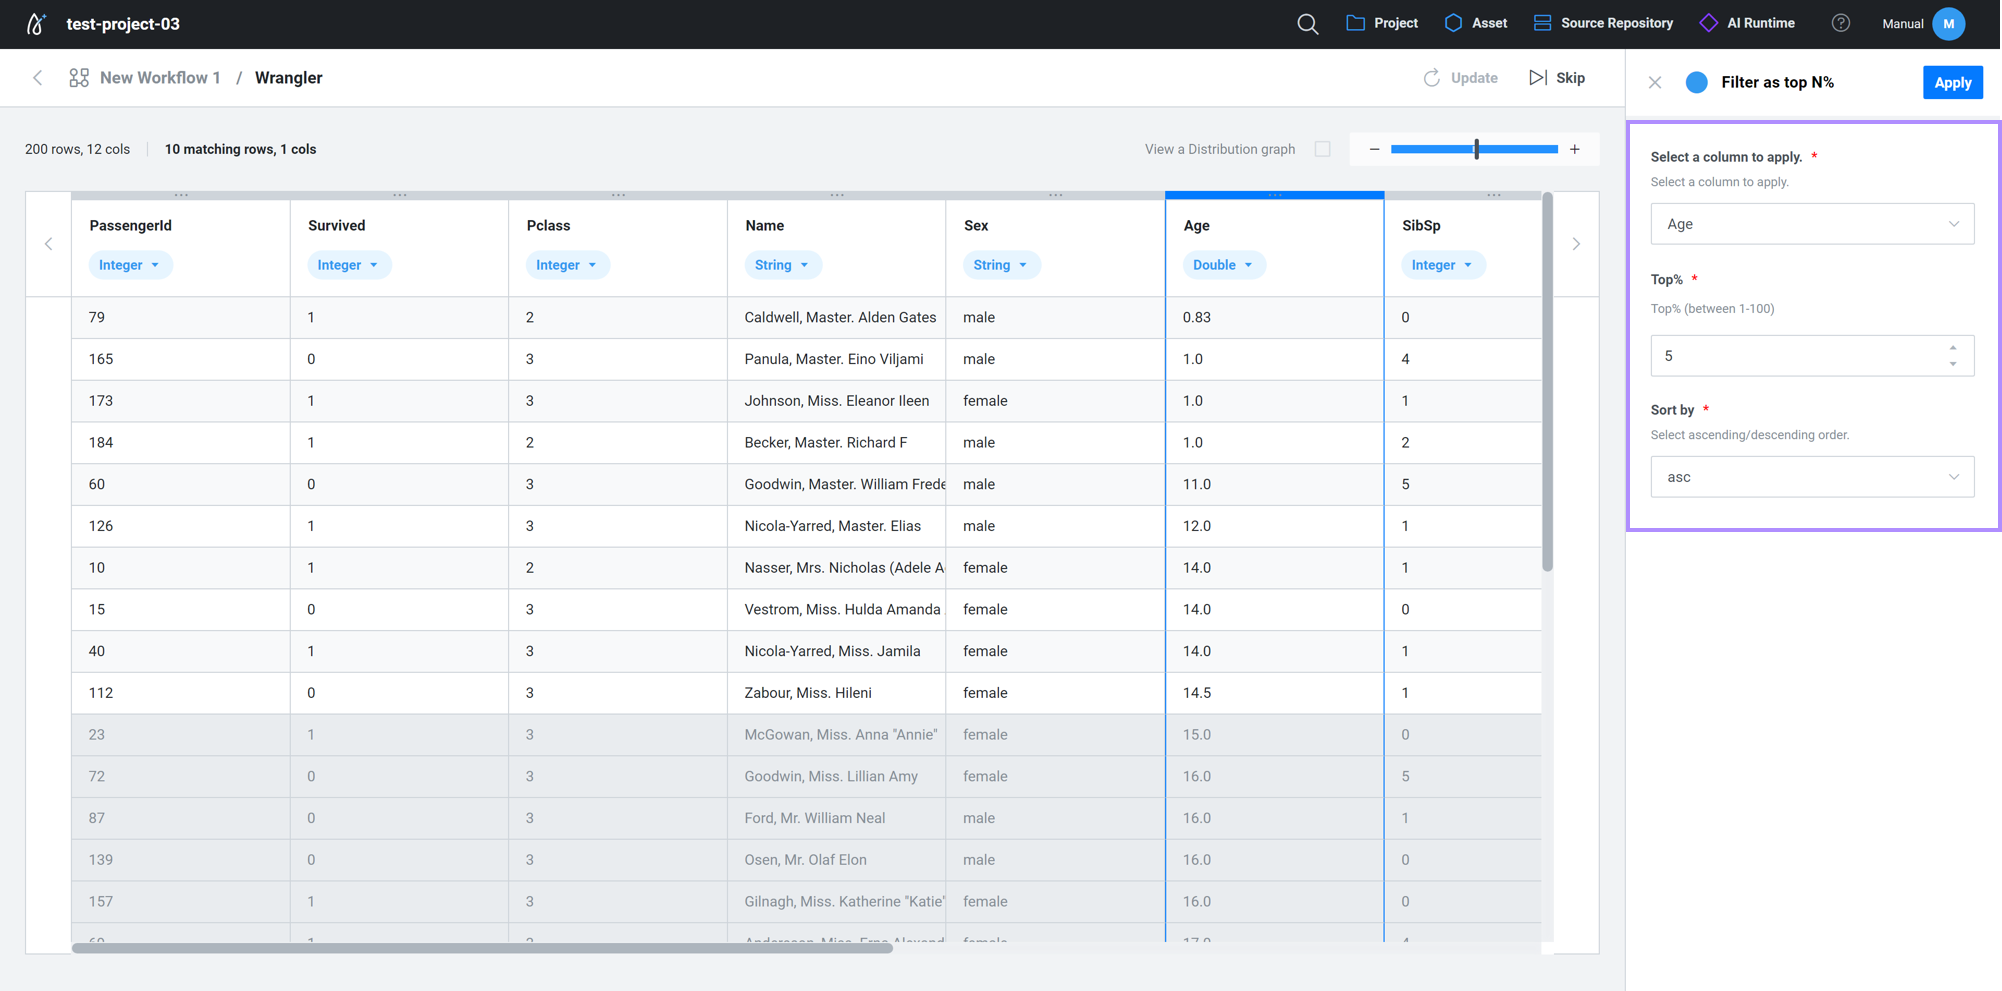 test-project-03
Project
Asset
Source Repository
AI Runtime
?
Manual
M
New Workflow 1 / Wrangler
Update
Skip
Filter as top N%
Apply
200 rows, 12 cols
10 matching rows, 1 cols
View a Distribution graph
− +
PassengerId Survived Pclass Name Sex Age SibSp
Integer Integer Integer String String Double Integer
79 1 2 Caldwell, Master. Alden Gates male 0.83 0
165 0 3 Panula, Master. Eino Viljami male 1.0 4
173 1 3 Johnson, Miss. Eleanor Ileen female 1.0 1
184 1 2 Becker, Master. Richard F male 1.0 2
60 0 3 Goodwin, Master. William Frede male 11.0 5
126 1 3 Nicola-Yarred, Master. Elias male 12.0 1
10 1 2 Nasser, Mrs. Nicholas (Adele A female 14.0 1
15 0 3 Vestrom, Miss. Hulda Amanda female 14.0 0
40 1 3 Nicola-Yarred, Miss. Jamila female 14.0 1
112 0 3 Zabour, Miss. Hileni female 14.5 1
23 1 3 McGowan, Miss. Anna "Annie" female 15.0 0
72 0 3 Goodwin, Miss. Lillian Amy female 16.0 5
87 0 3 Ford, Mr. William Neal male 16.0 1
139 0 3 Osen, Mr. Olaf Elon male 16.0 0
157 1 3 Gilnagh, Miss. Katherine "Katie" female 16.0 0
female 17.0 4
Select a column to apply. *
Select a column to apply.
Age
Top% *
Top% (between 1-100)
5
Sort by *
Select ascending/descending order.
asc